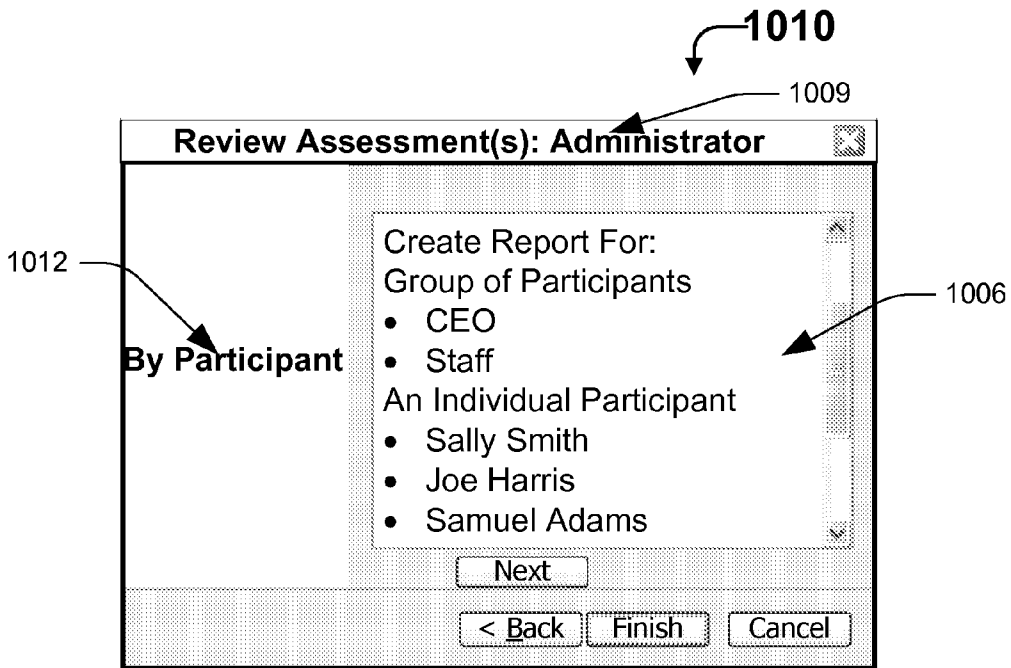 1010
1009
Review Assessment(s): Administrator
1012
By Participant
Create Report For:
Group of Participants
• CEO
• Staff
An Individual Participant
• Sally Smith
• Joe Harris
• Samuel Adams
1006
Next
< Back Finish Cancel